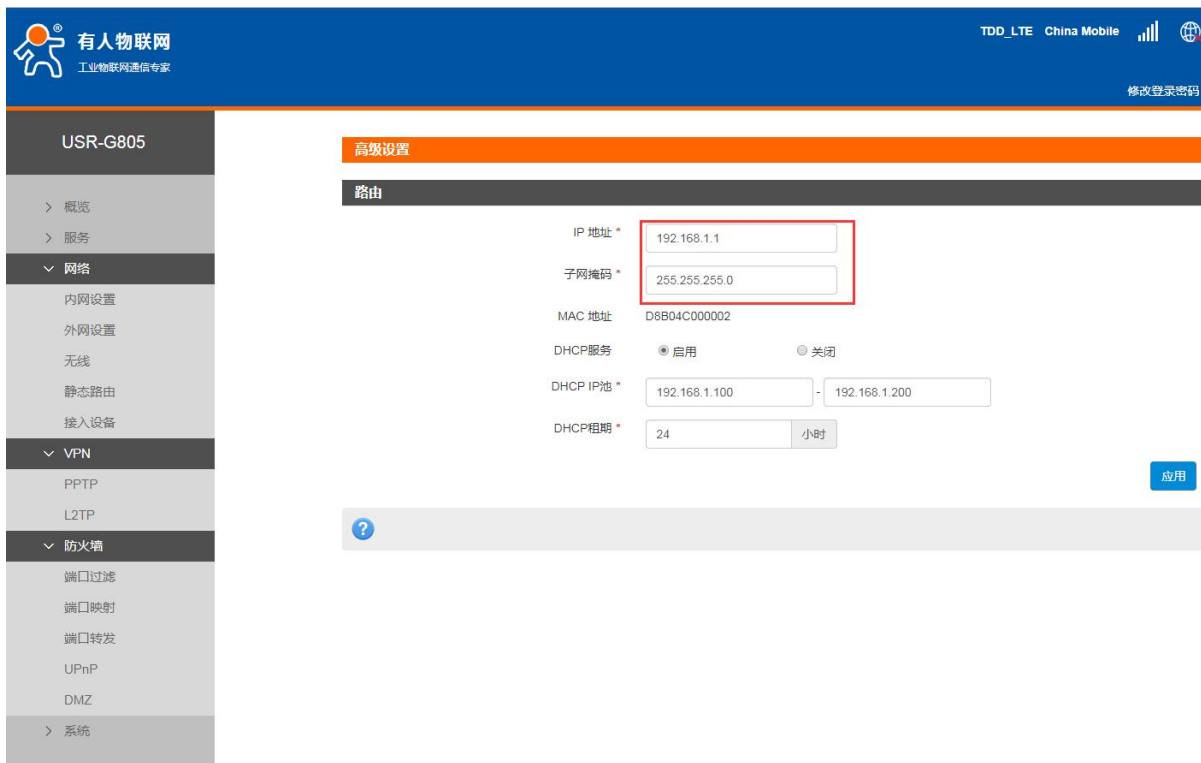 有人物联网
工业物联网通信专家
TDD_LTE China Mobile
修改登录密码
USR-G805
概览
服务
网络
内网设置
外网设置
无线
静态路由
接入设备
VPN
PPTP
L2TP
防火墙
端口过滤
端口映射
端口转发
UPnP
DMZ
系统
高级设置
路由
IP 地址 * 192.168.1.1
子网掩码 * 255.255.255.0
MAC 地址 D8B04C000002
DHCP服务 启用 关闭
DHCP IP池 * 192.168.1.100 - 192.168.1.200
DHCP租期 * 24 小时
应用